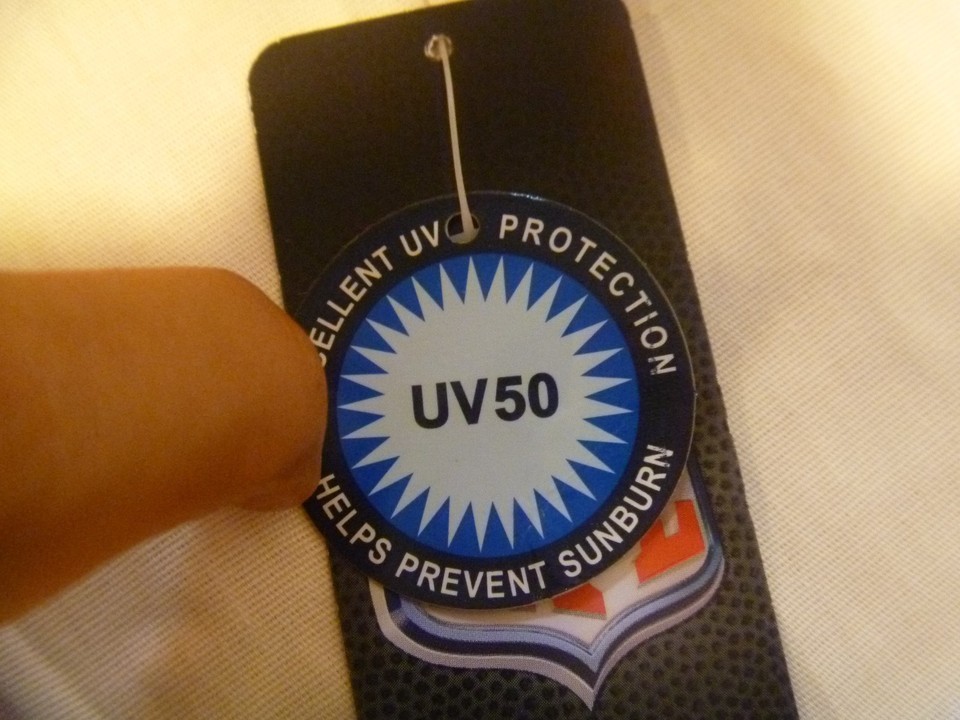 UV PROTECTION
UV50
HELPS PREVENT SUNBURN